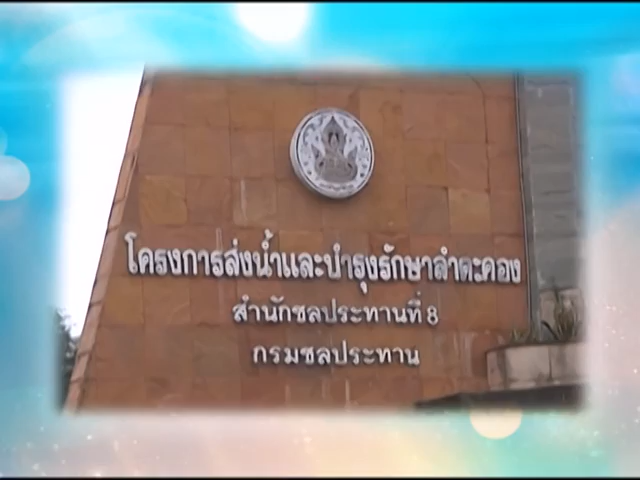 โครงการส่งน้ำและบำรุงรักษาลำตะคอง
สำนักชลประทานที่ 8
กรมชลประทาน